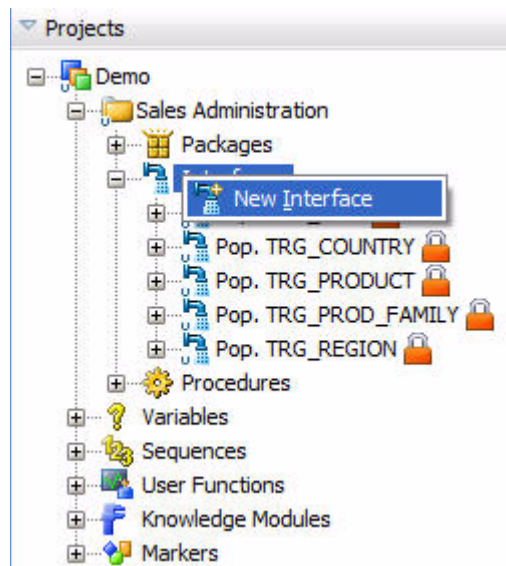 Projects
Demo
Sales Administration
Packages
New Interface
Pop. TRG_COUNTRY
Pop. TRG_PRODUCT
Pop. TRG_PROD_FAMILY
Pop. TRG_REGION
Procedures
Variables
Sequences
User Functions
Knowledge Modules
Markers